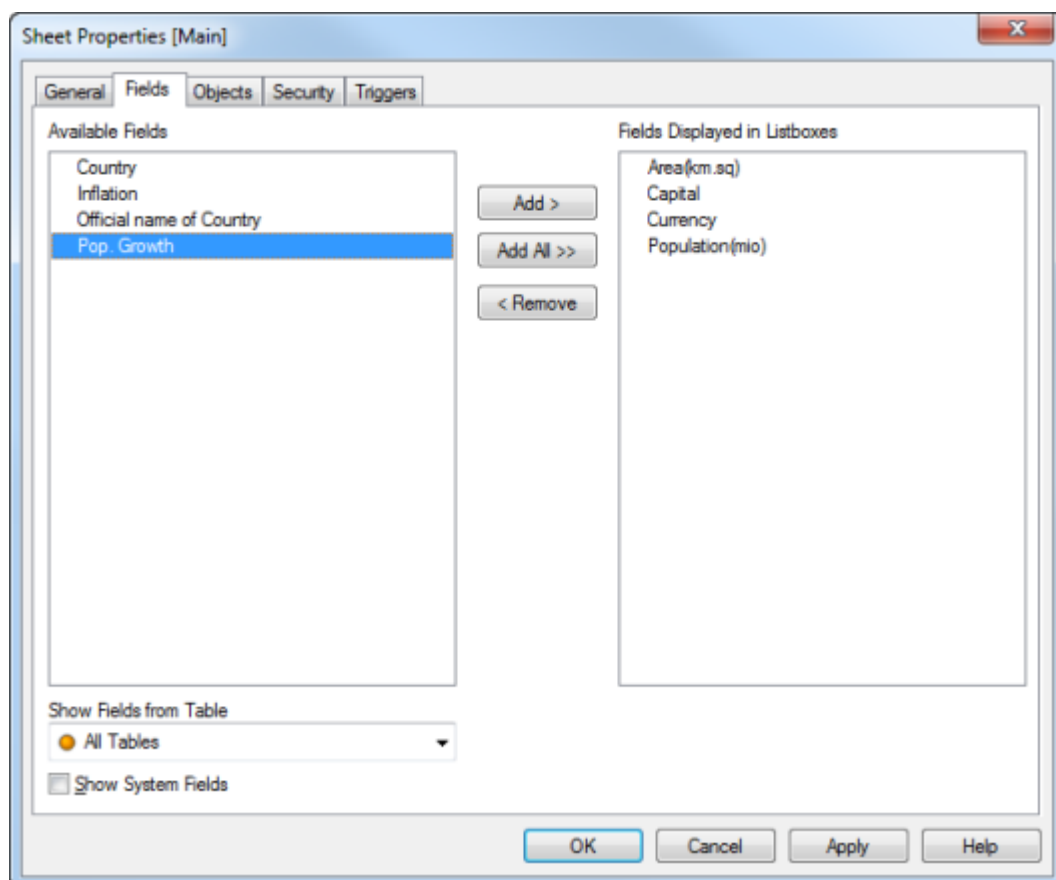 Sheet Properties [Main]
General Fields Objects Security Triggers
Available Fields
Country
Inflation
Official name of Country
Pop. Growth
Add >
Add All >>
< Remove
Fields Displayed in Listboxes
Area(km.sq)
Capital
Currency
Population(mio)
Show Fields from Table
All Tables
Show System Fields
OK Cancel Apply Help